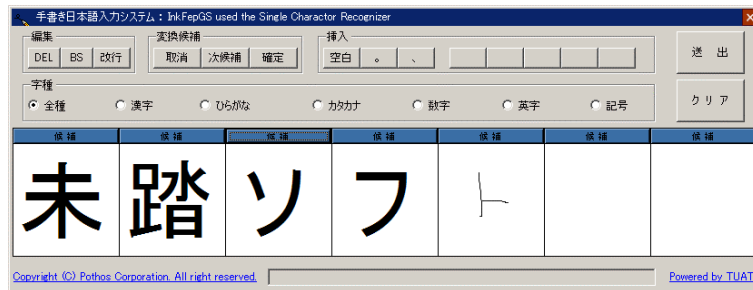 手書き日本語入力システム：InkFepGS used the Single Charactor Recognizer
編集 変換候補 挿入
DEL BS 改行 取消 次候補 確定 空白 。 、 送 出
字種
全種 漢字 ひらがな カタカナ 数字 英字 記号 クリア
候補 候補 候補 候補 候補 候補 候補
未 踏 ソ フ ト
Copyright (C) Pothos Corporation. All right reserved. Powered by TUAT